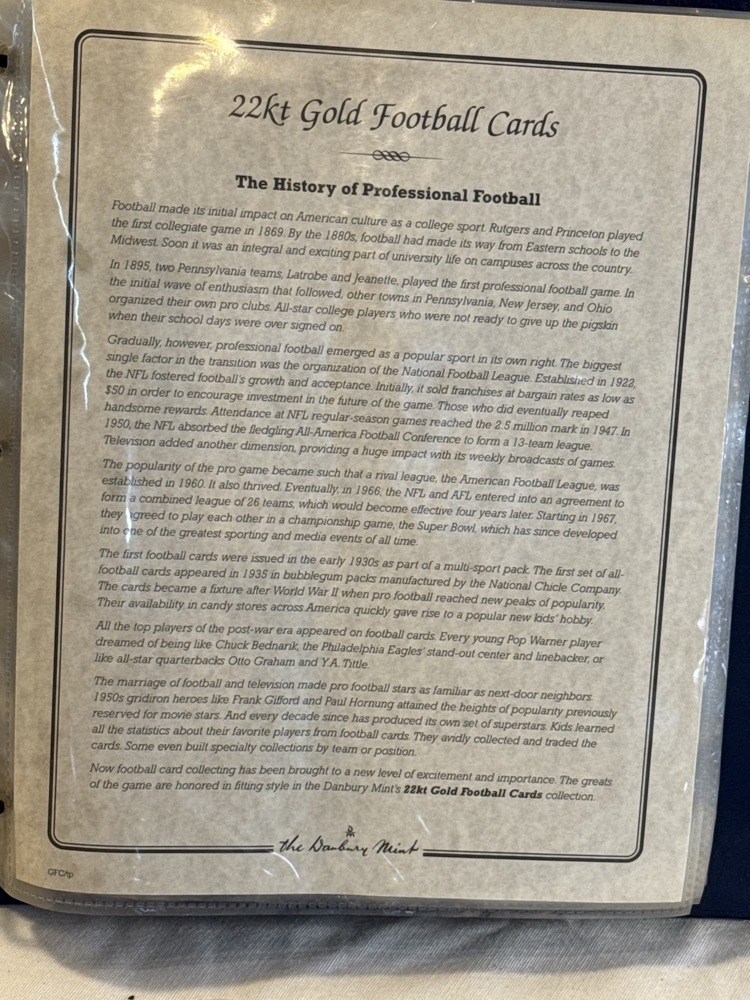 22kt Gold Football Cards
The History of Professional Football
Football made its initial impact on American culture as a college sport. Rutgers and Princeton played
the first collegiate game in 1869. By the 1880s, football had made its way from Eastern schools to the
Midwest. Soon it was an integral and exciting part of university life on campuses across the country.
In 1895, two Pennsylvania teams, Latrobe and Jeanette, played the first professional football game. In
the initial wave of enthusiasm that followed, other towns in Pennsylvania, New Jersey, and Ohio
organized their own pro clubs. All-star college players who were not ready to give up the pigskin
when their school days were over signed on.
Gradually, however, professional football emerged as a popular sport in its own right. The biggest
single factor in the transition was the organization of the National Football League. Established in 1922,
the NFL fostered football's growth and acceptance. Initially, it sold franchises at bargain rates as low as
$50 in order to encourage investment in the future of the game. Those who did eventually reaped
handsome rewards. Attendance at NFL regular-season games reached the 2.5 million mark in 1947. In
1950, the NFL absorbed the fledgling All-America Football Conference to form a 13-team league.
Television added another dimension, providing a huge impact with its weekly broadcasts of games.
The popularity of the pro game became such that a rival league, the American Football League, was
established in 1960. It also thrived. Eventually, in 1966, the NFL and AFL entered into an agreement to
form a combined league of 26 teams, which would become effective four years later. Starting in 1967,
they agreed to play each other in a championship game, the Super Bowl, which has since developed
into one of the greatest sporting and media events of all time.
The first football cards were issued in the early 1930s as part of a multi-sport pack. The first set of all-
football cards appeared in 1935 in bubblegum packs manufactured by the National Chicle Company.
The cards became a fixture after World War II when pro football reached new peaks of popularity.
Their availability in candy stores across America quickly gave rise to a popular new kids' hobby.
All the top players of the post-war era appeared on football cards. Every young Pop Warner player
dreamed of being like Chuck Bednarik, the Philadelphia Eagles' stand-out center and linebacker, or
like all-star quarterbacks Otto Graham and Y.A. Tittle.
The marriage of football and television made pro football stars as familiar as next-door neighbors.
1950s gridiron heroes like Frank Gifford and Paul Hornung attained the heights of popularity previously
reserved for movie stars. And every decade since has produced its own set of superstars. Kids learned
all the statistics about their favorite players from football cards. They avidly collected and traded the
cards. Some even built specialty collections by team or position.
Now football card collecting has been brought to a new level of excitement and importance. The greats
of the game are honored in fitting style in the Danbury Mint's 22kt Gold Football Cards collection.
the Danbury Mint
GFC/tp